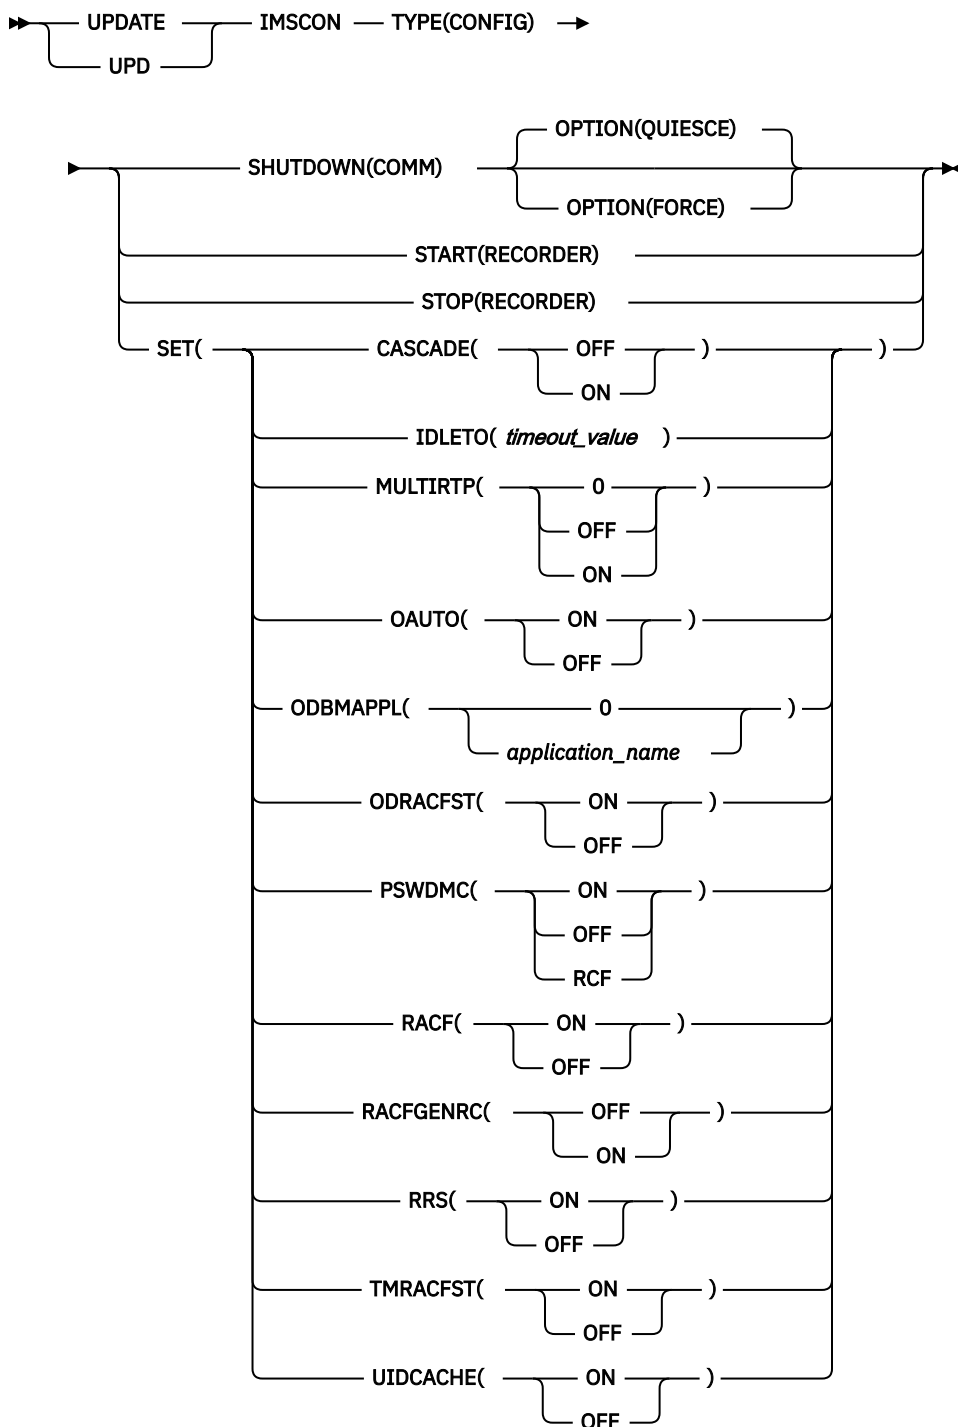 UPDATE IMSCON TYPE(CONFIG)
UPD
OPTION(QUIESCE)
SHUTDOWN(COMM)
OPTION(FORCE)
START(RECORDER)
STOP(RECORDER)
SET( CASCADE( OFF ) )
ON
IDLETO( timeout_value )
MULTIRTP( 0 )
OFF
ON
OAUTO( ON )
OFF
ODBMAPPL( 0 )
application_name
ODRACFST( ON )
OFF
PSWDMC( ON )
OFF
RCF
RACF( ON )
OFF
RACFGENRC( OFF )
ON
RRS( ON )
OFF
TMRACFST( ON )
OFF
UIDCACHE( ON )
OFF